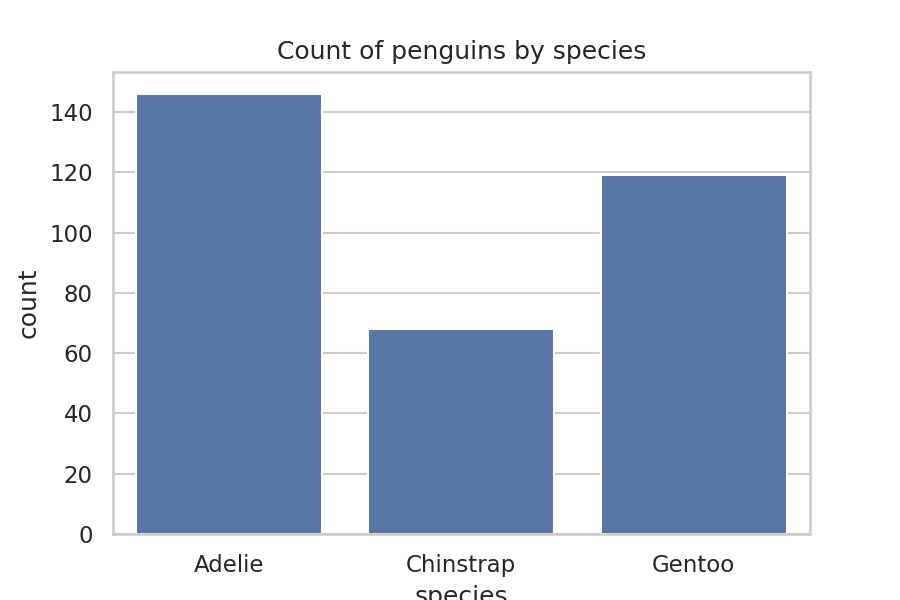 Count of penguins by species
140
120
100
80
60
40
20
0
count
Adelie Chinstrap Gentoo
species